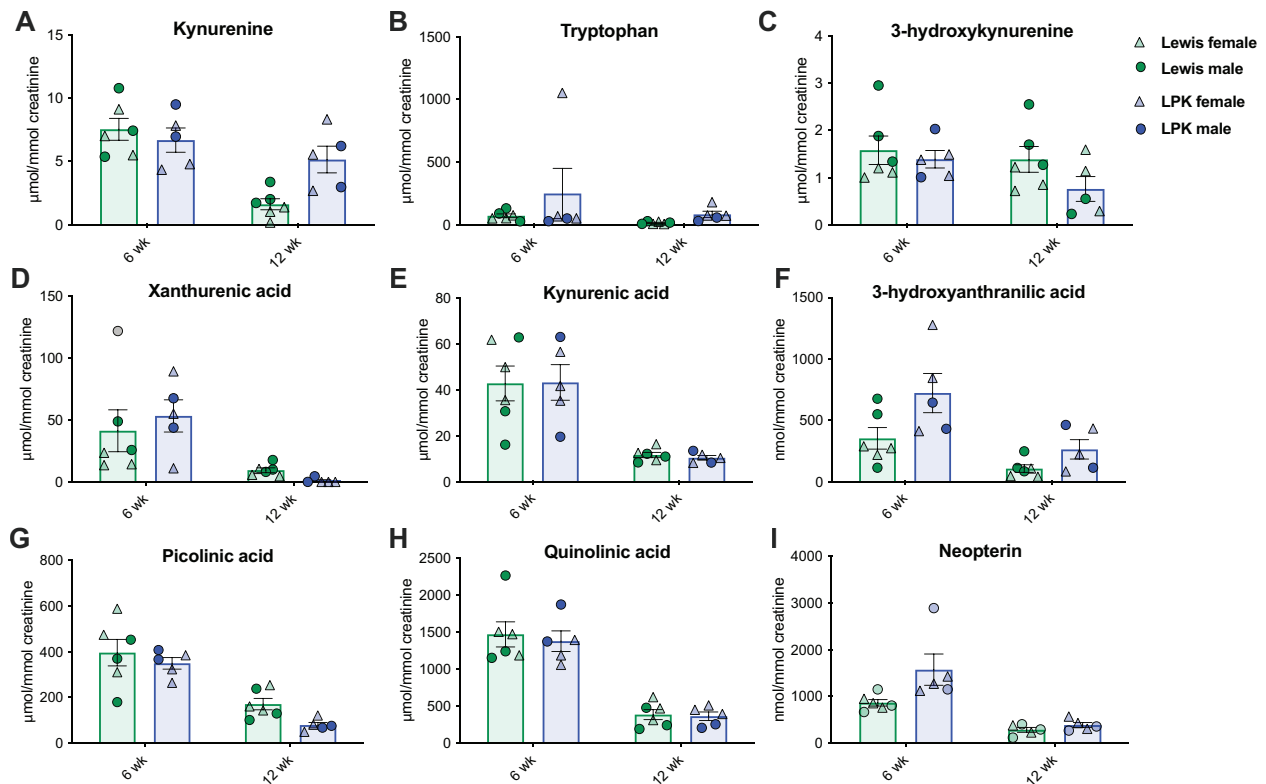 A
Kynurenine
µmol/mmol creatinine
15
10
5
0
6 wk
12 wk
B
Tryptophan
µmol/mmol creatinine
1500
1000
500
0
6 wk
12 wk
C
3-hydroxykynurenine
µmol/mmol creatinine
4
3
2
1
0
6 wk
12 wk
Lewis female
Lewis male
LPK female
LPK male
D
Xanthurenic acid
µmol/mmol creatinine
150
100
50
0
6 wk
12 wk
E
Kynurenic acid
µmol/mmol creatinine
80
60
40
20
0
6 wk
12 wk
F
3-hydroxyanthranilic acid
nmol/mmol creatinine
1500
1000
500
0
6 wk
12 wk
G
Picolinic acid
µmol/mmol creatinine
800
600
400
200
0
6 wk
12 wk
H
Quinolinic acid
µmol/mmol creatinine
2500
2000
1500
1000
500
0
6 wk
12 wk
I
Neopterin
nmol/mmol creatinine
4000
3000
2000
1000
0
6 wk
12 wk